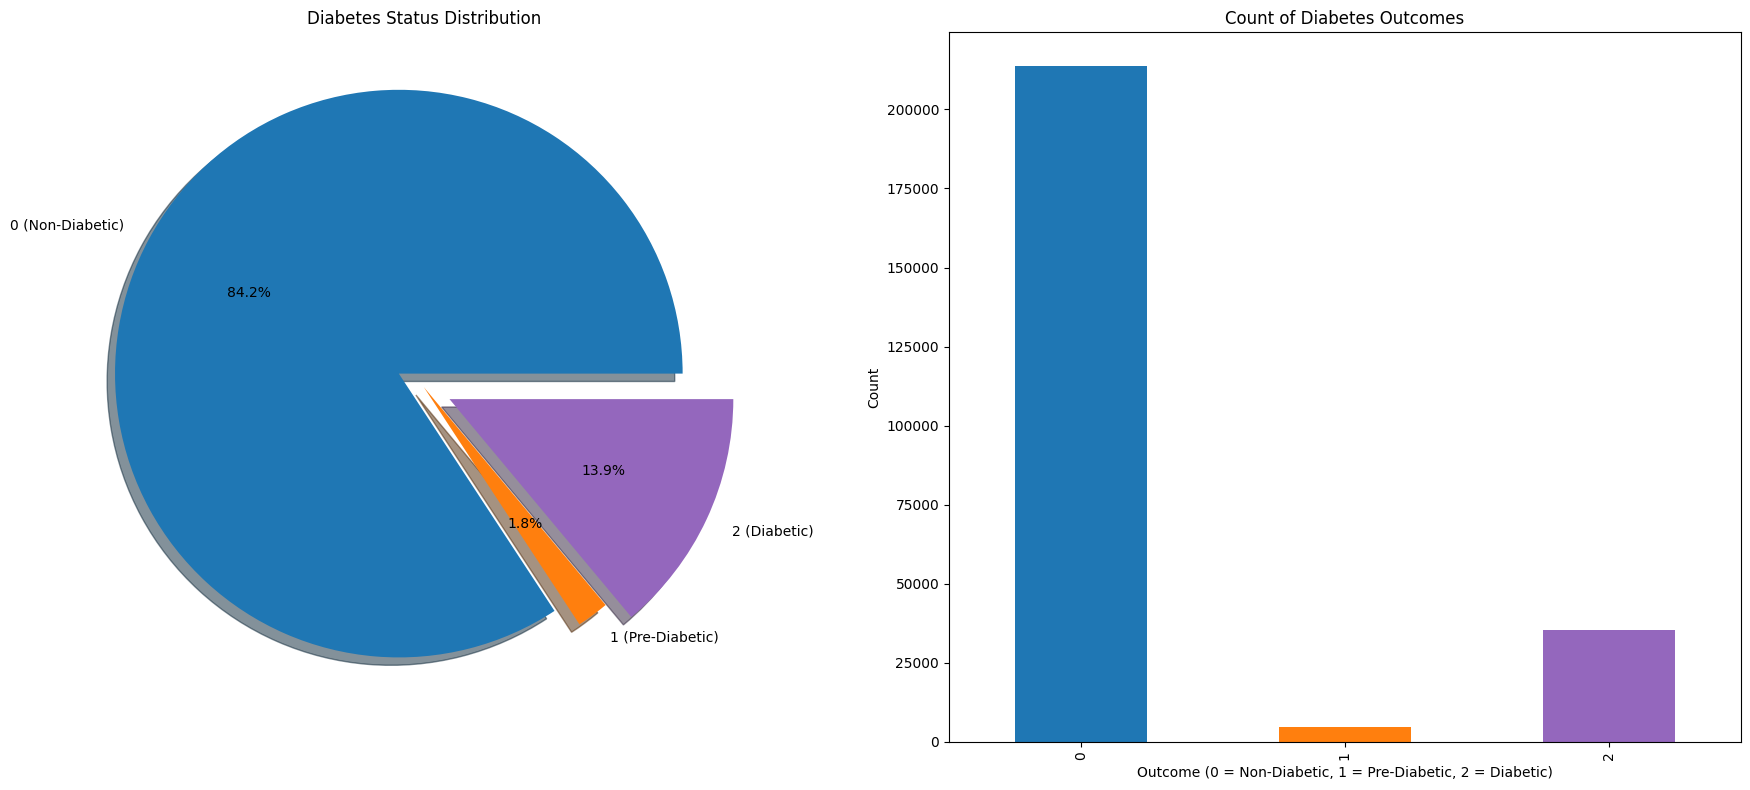 Diabetes Status Distribution
0 (Non-Diabetic)
84.2%
13.9%
1.8%
2 (Diabetic)
1 (Pre-Diabetic)
Count of Diabetes Outcomes
200000
175000
150000
125000
100000
75000
50000
25000
0
Count
0
1
2
Outcome (0 = Non-Diabetic, 1 = Pre-Diabetic, 2 = Diabetic)